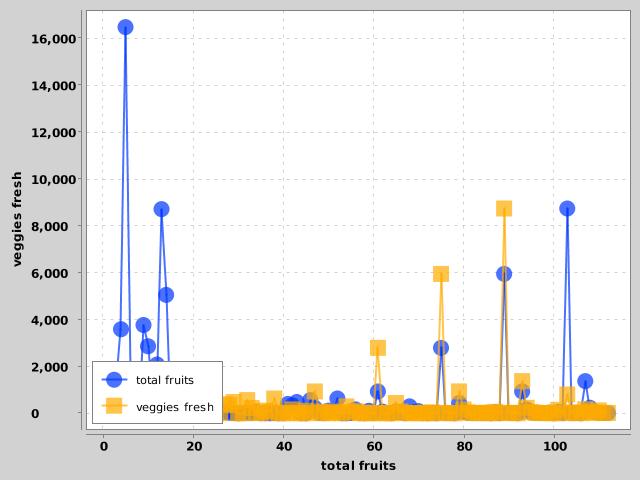 16,000
14,000
12,000
10,000
8,000
6,000
4,000
2,000
0
veggies fresh
total fruits
veggies fresh
0 20 40 60 80 100
total fruits